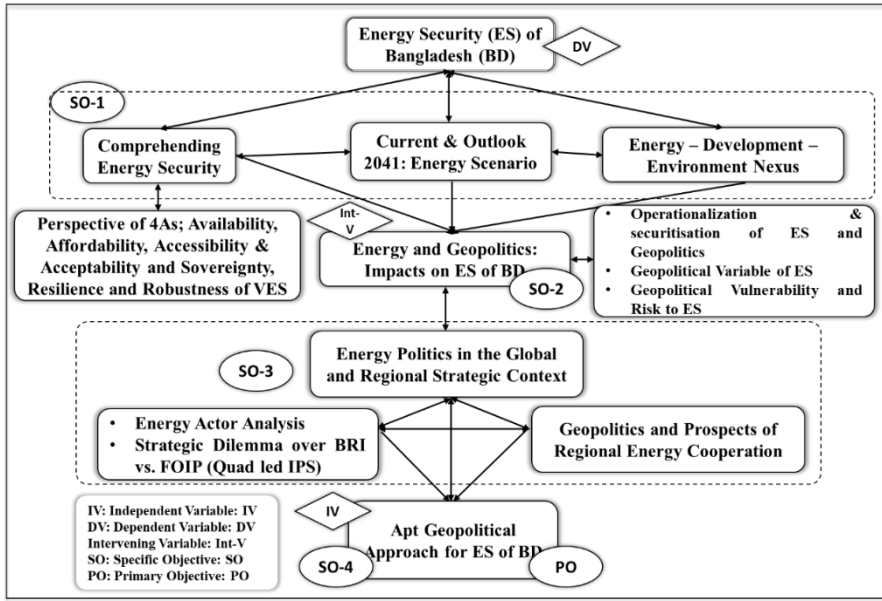 Energy Security (ES) of
Bangladesh (BD)
DV
SO-1
Comprehending
Energy Security
Current & Outlook
2041: Energy Scenario
Energy – Development –
Environment Nexus
Perspective of 4As; Availability,
Affordability, Accessibility &
Acceptability and Sovereignty,
Resilience and Robustness of VES
Int-
V
Energy and Geopolitics:
Impacts on ES of BD
SO-2
• Operationalization &
securitisation of ES and
Geopolitics
• Geopolitical Variable of ES
• Geopolitical Vulnerability and
Risk to ES
SO-3
Energy Politics in the Global
and Regional Strategic Context
• Energy Actor Analysis
• Strategic Dilemma over BRI
vs. FOIP (Quad led IPS)
Geopolitics and Prospects of
Regional Energy Cooperation
IV: Independent Variable: IV
DV: Dependent Variable: DV
Intervening Variable: Int-V
SO: Specific Objective: SO
PO: Primary Objective: PO
IV
Apt Geopolitical
Approach for ES of BD
SO-4
PO